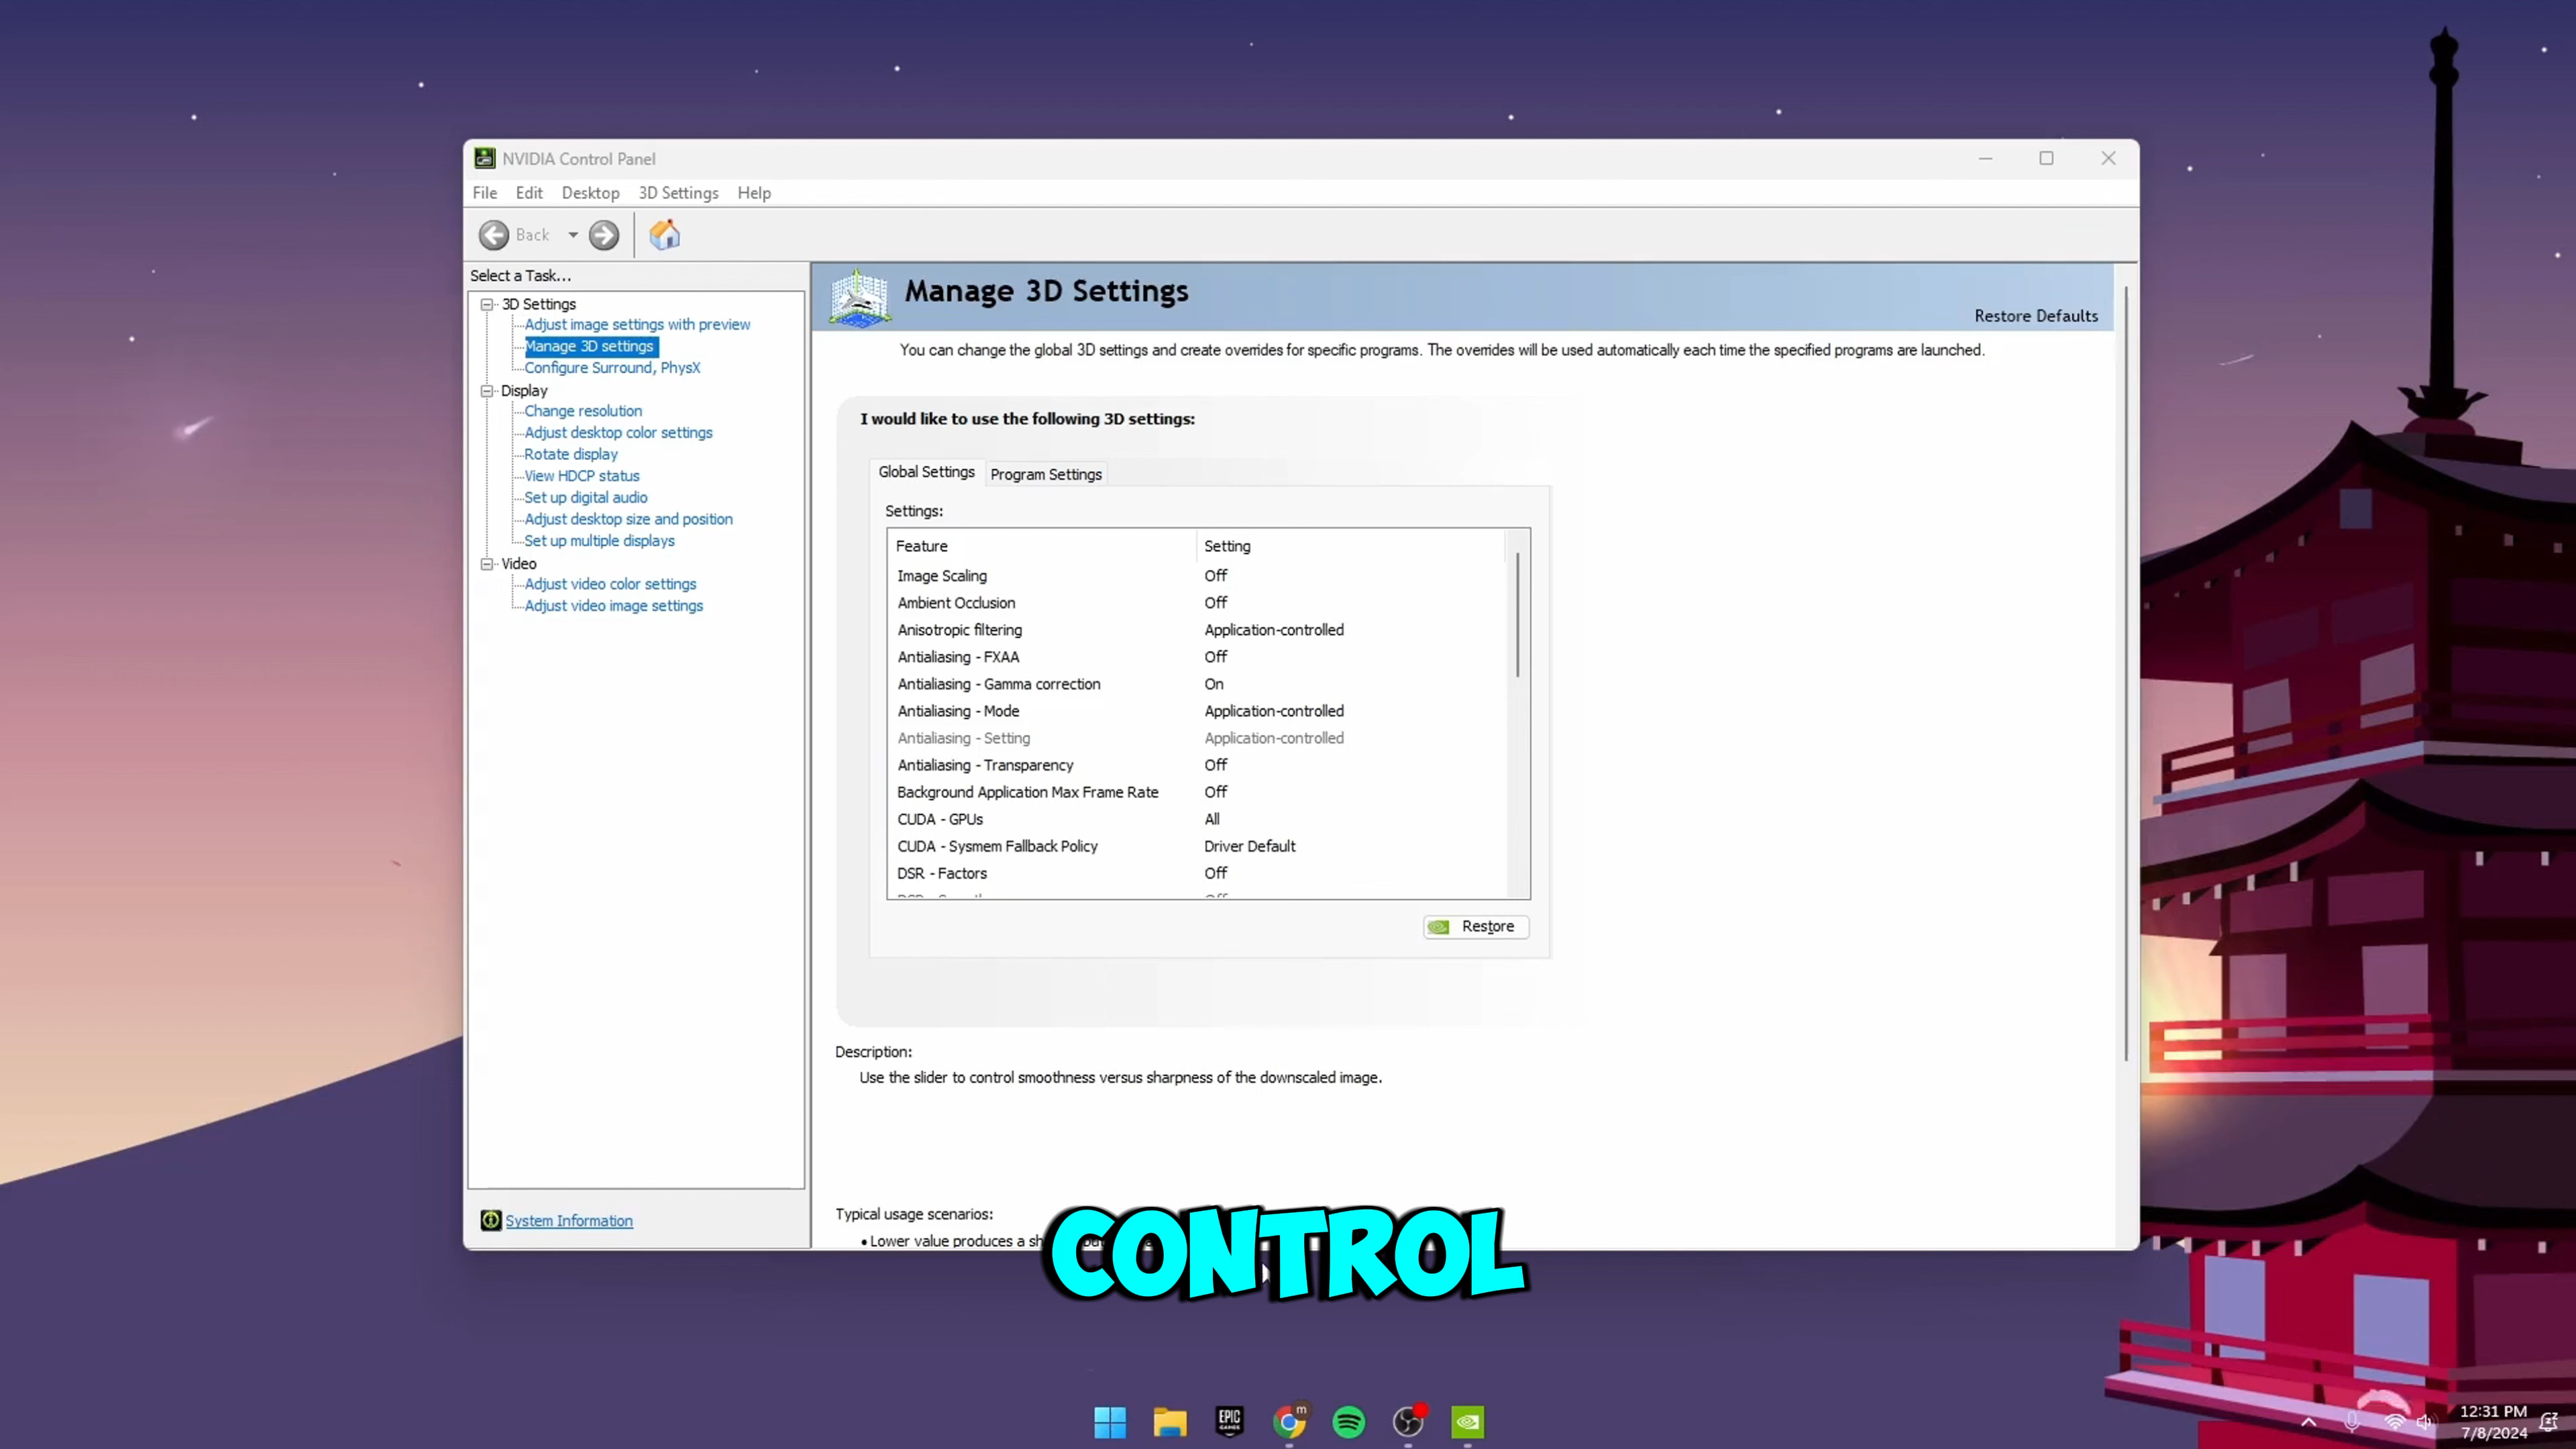 NVIDIA Control Panel
File Edit Desktop 3D Settings Help
Back
Select a Task...
3D Settings
Adjust image settings with preview
Manage 3D settings
Configure Surround, PhysX
Display
Change resolution
Adjust desktop color settings
Rotate display
View HDCP status
Set up digital audio
Adjust desktop size and position
Set up multiple displays
Video
Adjust video color settings
Adjust video image settings
System Information
Manage 3D Settings
Restore Defaults
You can change the global 3D settings and create overrides for specific programs. The overrides will be used automatically each time the specified programs are launched.
I would like to use the following 3D settings:
Global Settings Program Settings
Settings:
Feature Setting
Image Scaling Off
Ambient Occlusion Off
Anisotropic filtering Application-controlled
Antialiasing - FXAA Off
Antialiasing - Gamma correction On
Antialiasing - Mode Application-controlled
Antialiasing - Setting Application-controlled
Antialiasing - Transparency Off
Background Application Max Frame Rate Off
CUDA - GPUs All
CUDA - Sysmem Fallback Policy Driver Default
DSR - Factors Off
Restore
Description:
Use the slider to control smoothness versus sharpness of the downscaled image.
Typical usage scenarios:
• Lower value produces a
CONTROL
EPIC GAMES
m
12:31 PM
7/8/2024